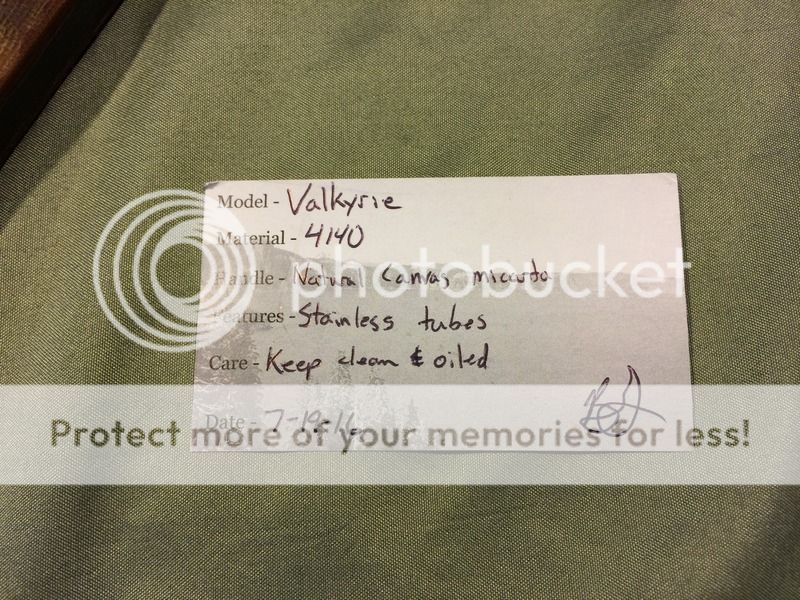 Model - Valkyrie
Material - 4140
Handle - Natural Canvas micarta
Features - Stainless tubes
Care - Keep clean & oiled
Date - 7-19-16
photobucket
Protect more of your memories for less!